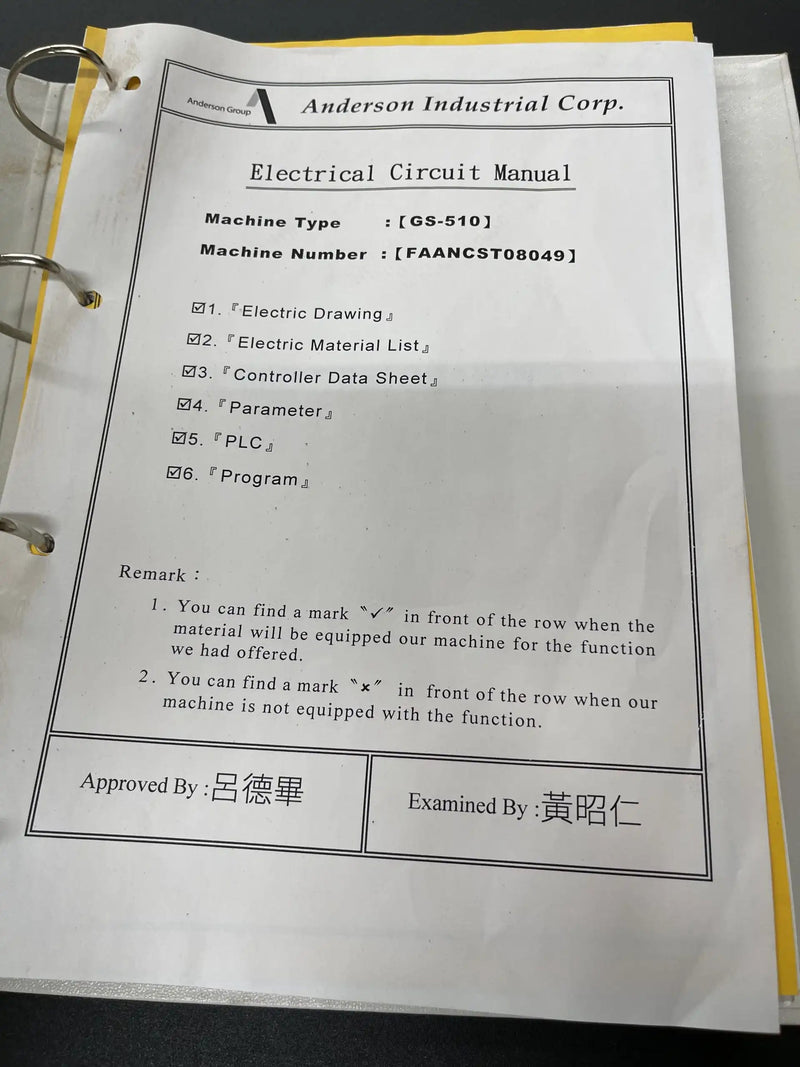 Anderson Group
Anderson Industrial Corp.
Electrical Circuit Manual
Machine Type :【GS-510】
Machine Number :【FAANCST08049】
☑1.『Electric Drawing』
☑2.『Electric Material List』
☑3.『Controller Data Sheet』
☑4.『Parameter』
☑5.『PLC』
☑6.『Program』
Remark：
1. You can find a mark〝✓〞in front of the row when the
material will be equipped our machine for the function
we had offered.
2. You can find a mark〝×〞in front of the row when our
machine is not equipped with the function.
Approved By :呂德畢
Examined By :黃昭仁